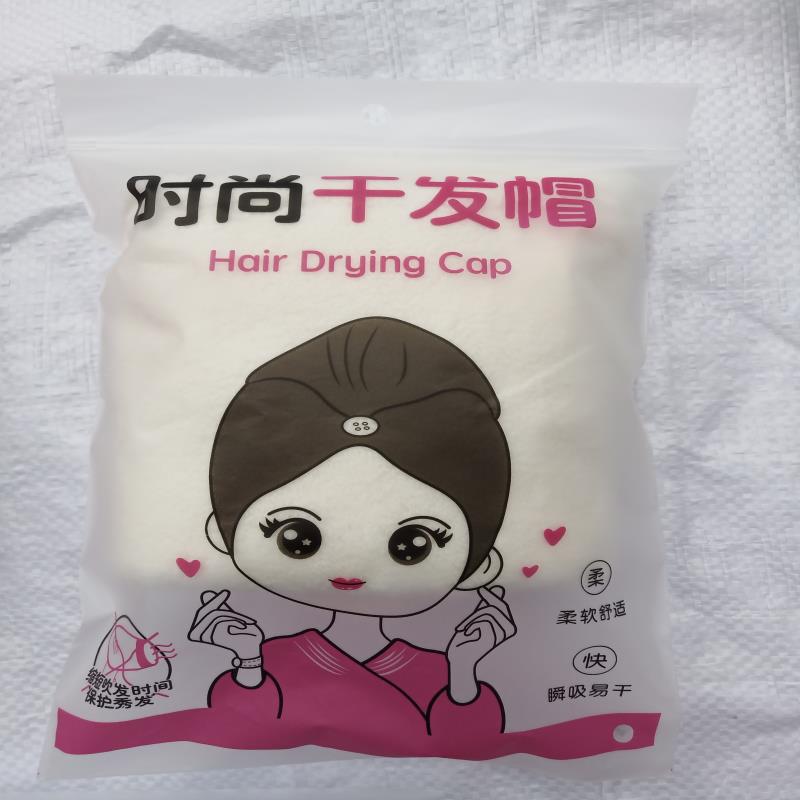 时尚干发帽
Hair Drying Cap
柔
柔软舒适
快
瞬吸易干
缩短吹发时间
保护秀发